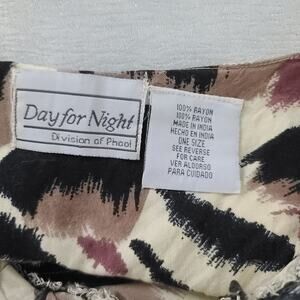 Day for Night
Division of Phool
100% RAYON
100% RAYON
MADE IN INDIA
HECHO EN INDIA
ONE SIZE
SEE REVERSE
FOR CARE
VER ALDORSO
PARA CUIDADO